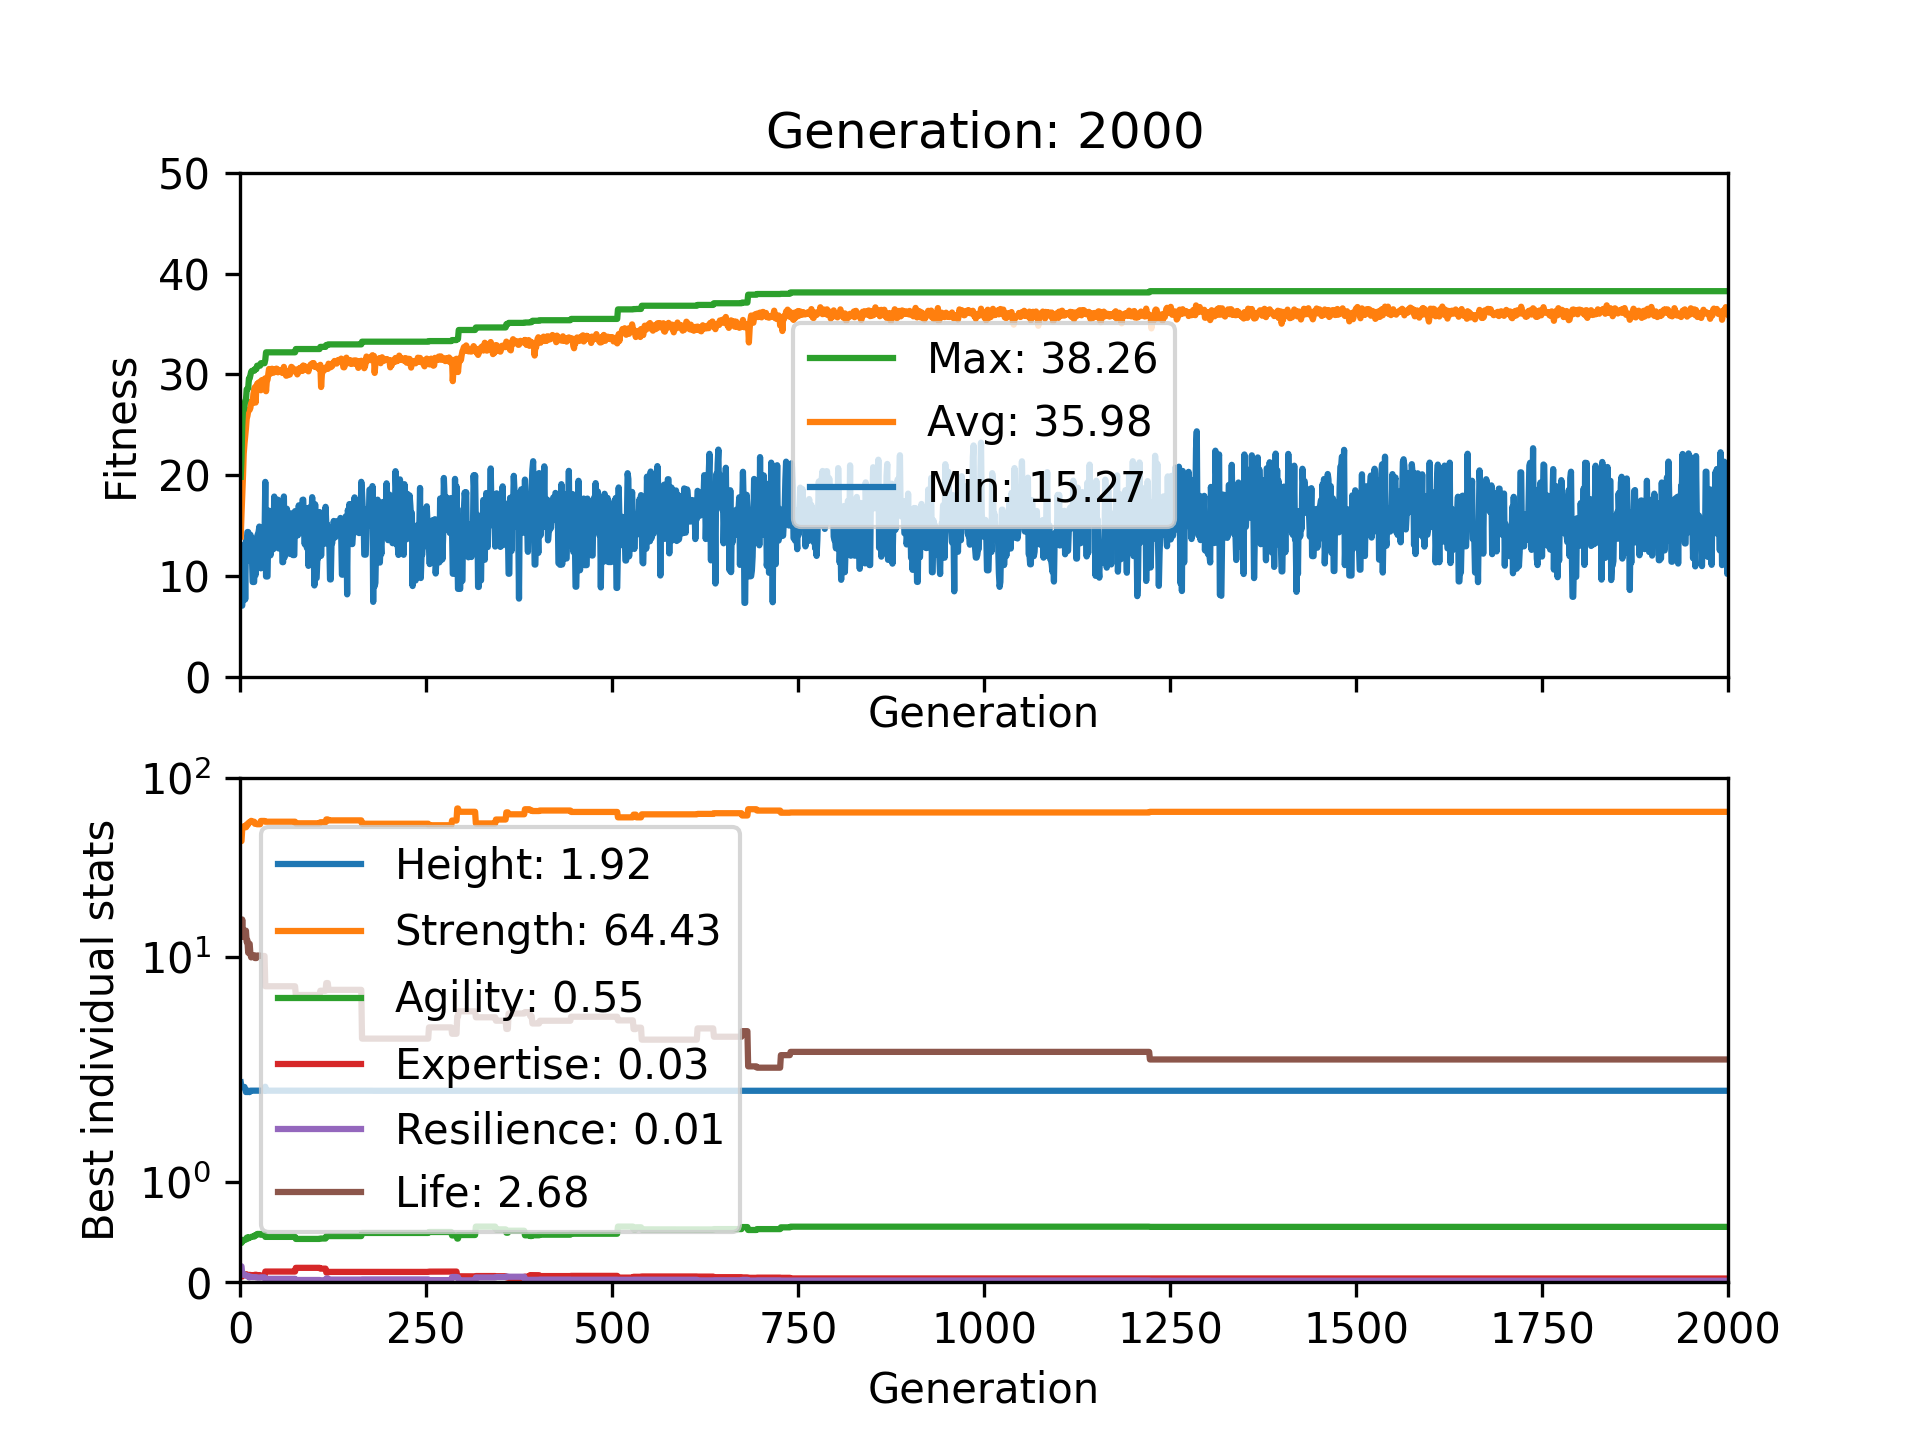 Generation: 2000
50
40
30
20
10
0
Fitness
Max: 38.26
Avg: 35.98
Min: 15.27
Generation
10²
10¹
10⁰
0
Best individual stats
Height: 1.92
Strength: 64.43
Agility: 0.55
Expertise: 0.03
Resilience: 0.01
Life: 2.68
0 250 500 750 1000 1250 1500 1750 2000
Generation